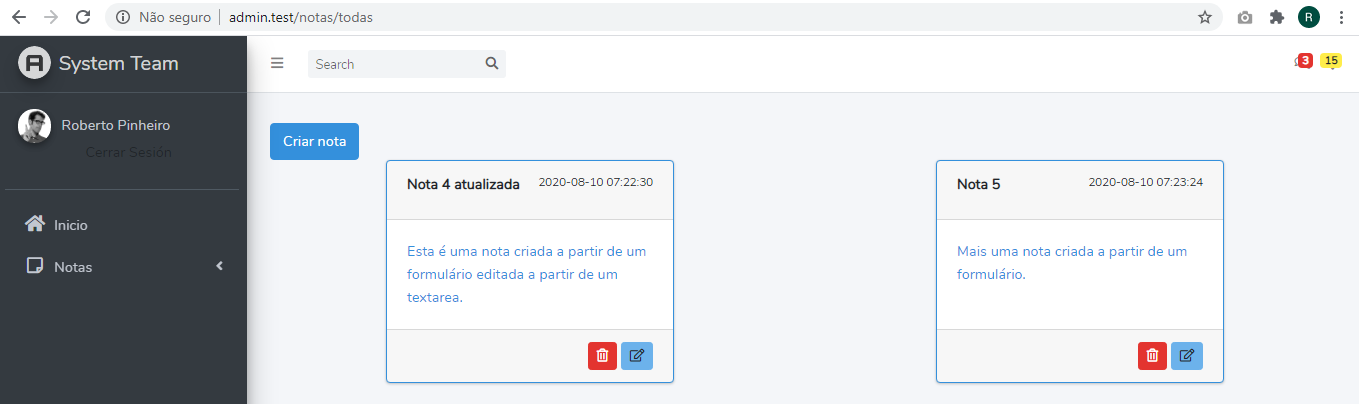 Não seguro admin.test/notas/todas R
System Team
Search
3 15
Roberto Pinheiro
Cerrar Sesión
Inicio
Notas
Criar nota
Nota 4 atualizada 2020-08-10 07:22:30
Esta é uma nota criada a partir de um
formulário editada a partir de um
textarea.
Nota 5 2020-08-10 07:23:24
Mais uma nota criada a partir de um
formulário.